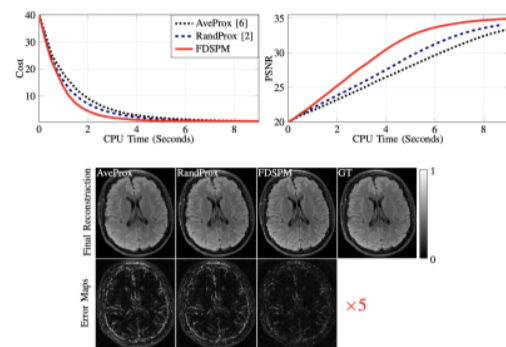 40
30
20
10
Cost
AveProx [6]
RandProx [2]
FDSPM
0 2 4 6 8
CPU Time (Seconds)
35
30
25
20
PSNR
0 2 4 6 8
CPU Time (Seconds)
Final Reconstruction
AveProx RandProx FDSPM GT
1
0
Error Maps
×5